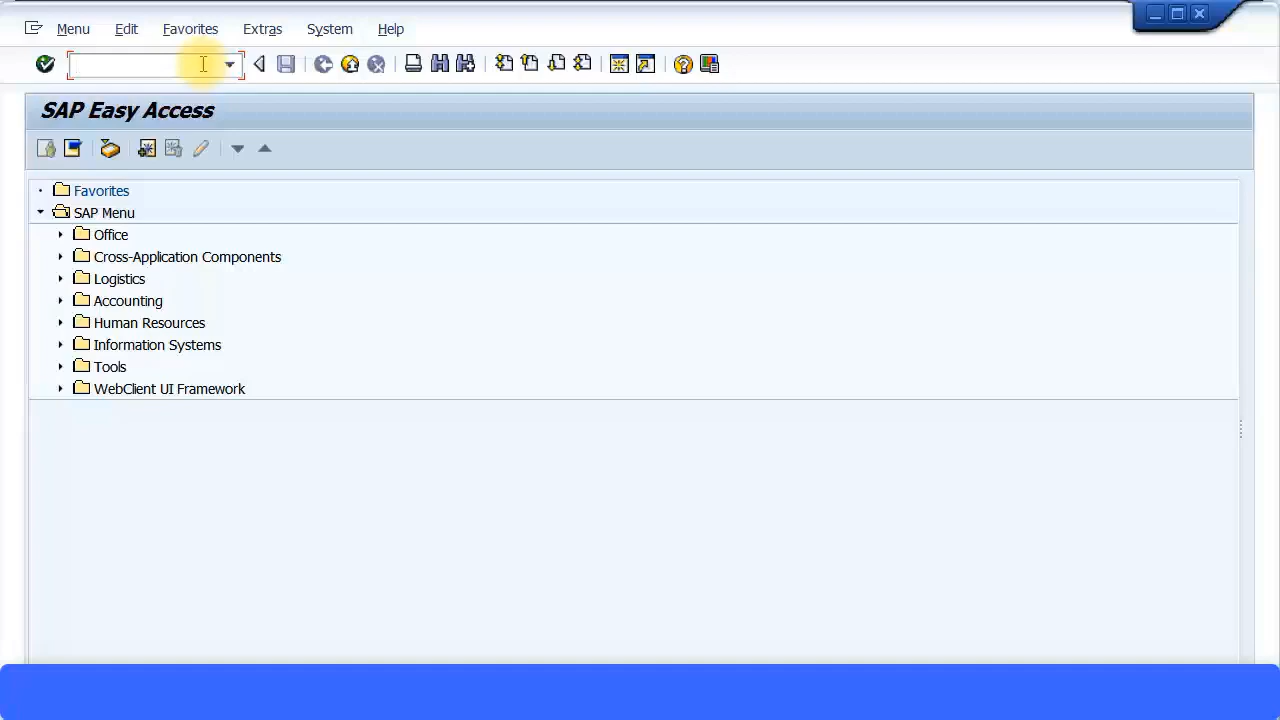 Menu Edit Favorites Extras System Help
SAP Easy Access
Favorites
SAP Menu
Office
Cross-Application Components
Logistics
Accounting
Human Resources
Information Systems
Tools
WebClient UI Framework